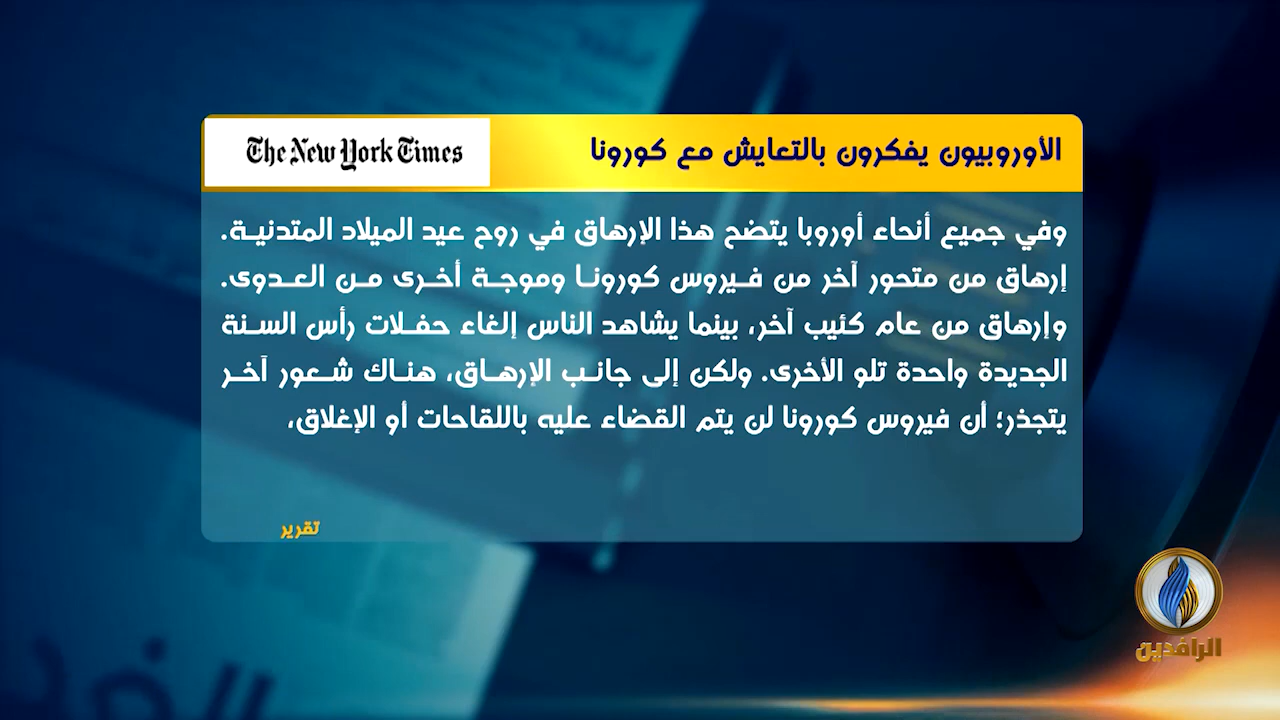 الأوروبيون يفكرون بالتعايش مع كورونا
The New York Times
وفي جميع أنحاء أوروبا يتضح هذا الإرهاق في روح عيد الميلاد المتدنية.
إرهاق من متحور آخر من فيروس كورونا وموجة أخرى من العدوى.
وإرهاق من عام كئيب آخر، بينما يشاهد الناس إلغاء حفلات رأس السنة
الجديدة واحدة تلو الأخرى. ولكن إلى جانب الإرهاق، هناك شعور آخر
يتجذر؛ أن فيروس كورونا لن يتم القضاء عليه باللقاحات أو الإغلاق،
تقرير
الرافدين